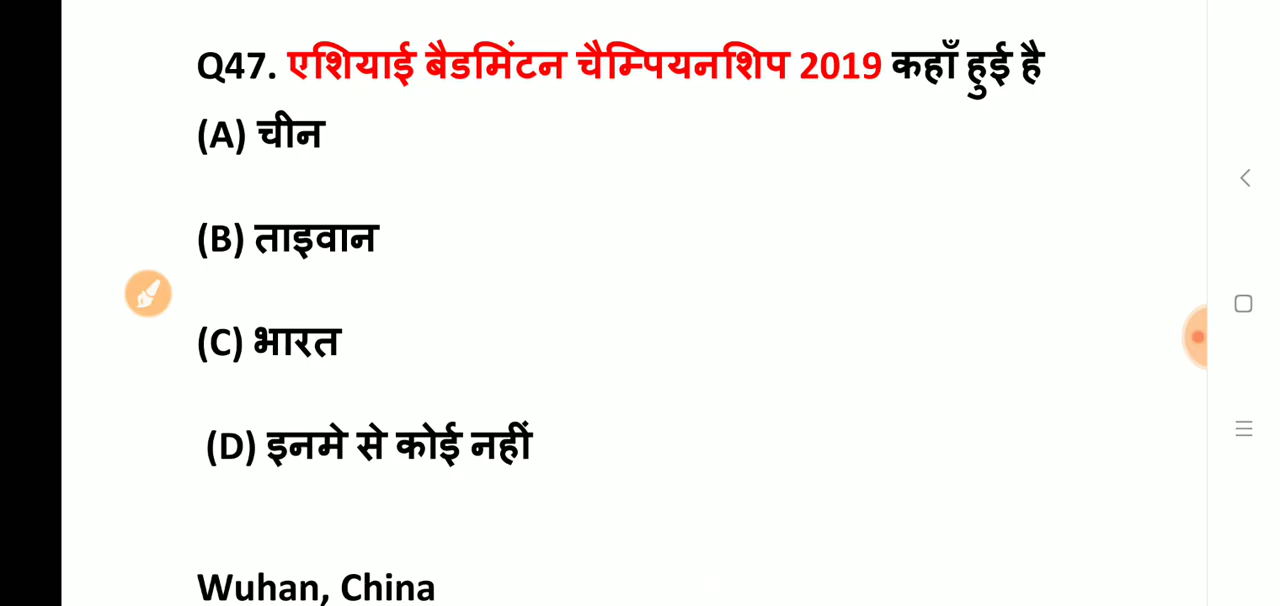 Q47. एशियाई बैडमिंटन चैम्पियनशिप 2019 कहाँ हुई है
(A) चीन
(B) ताइवान
(C) भारत
(D) इनमे से कोई नहीं
Wuhan, China